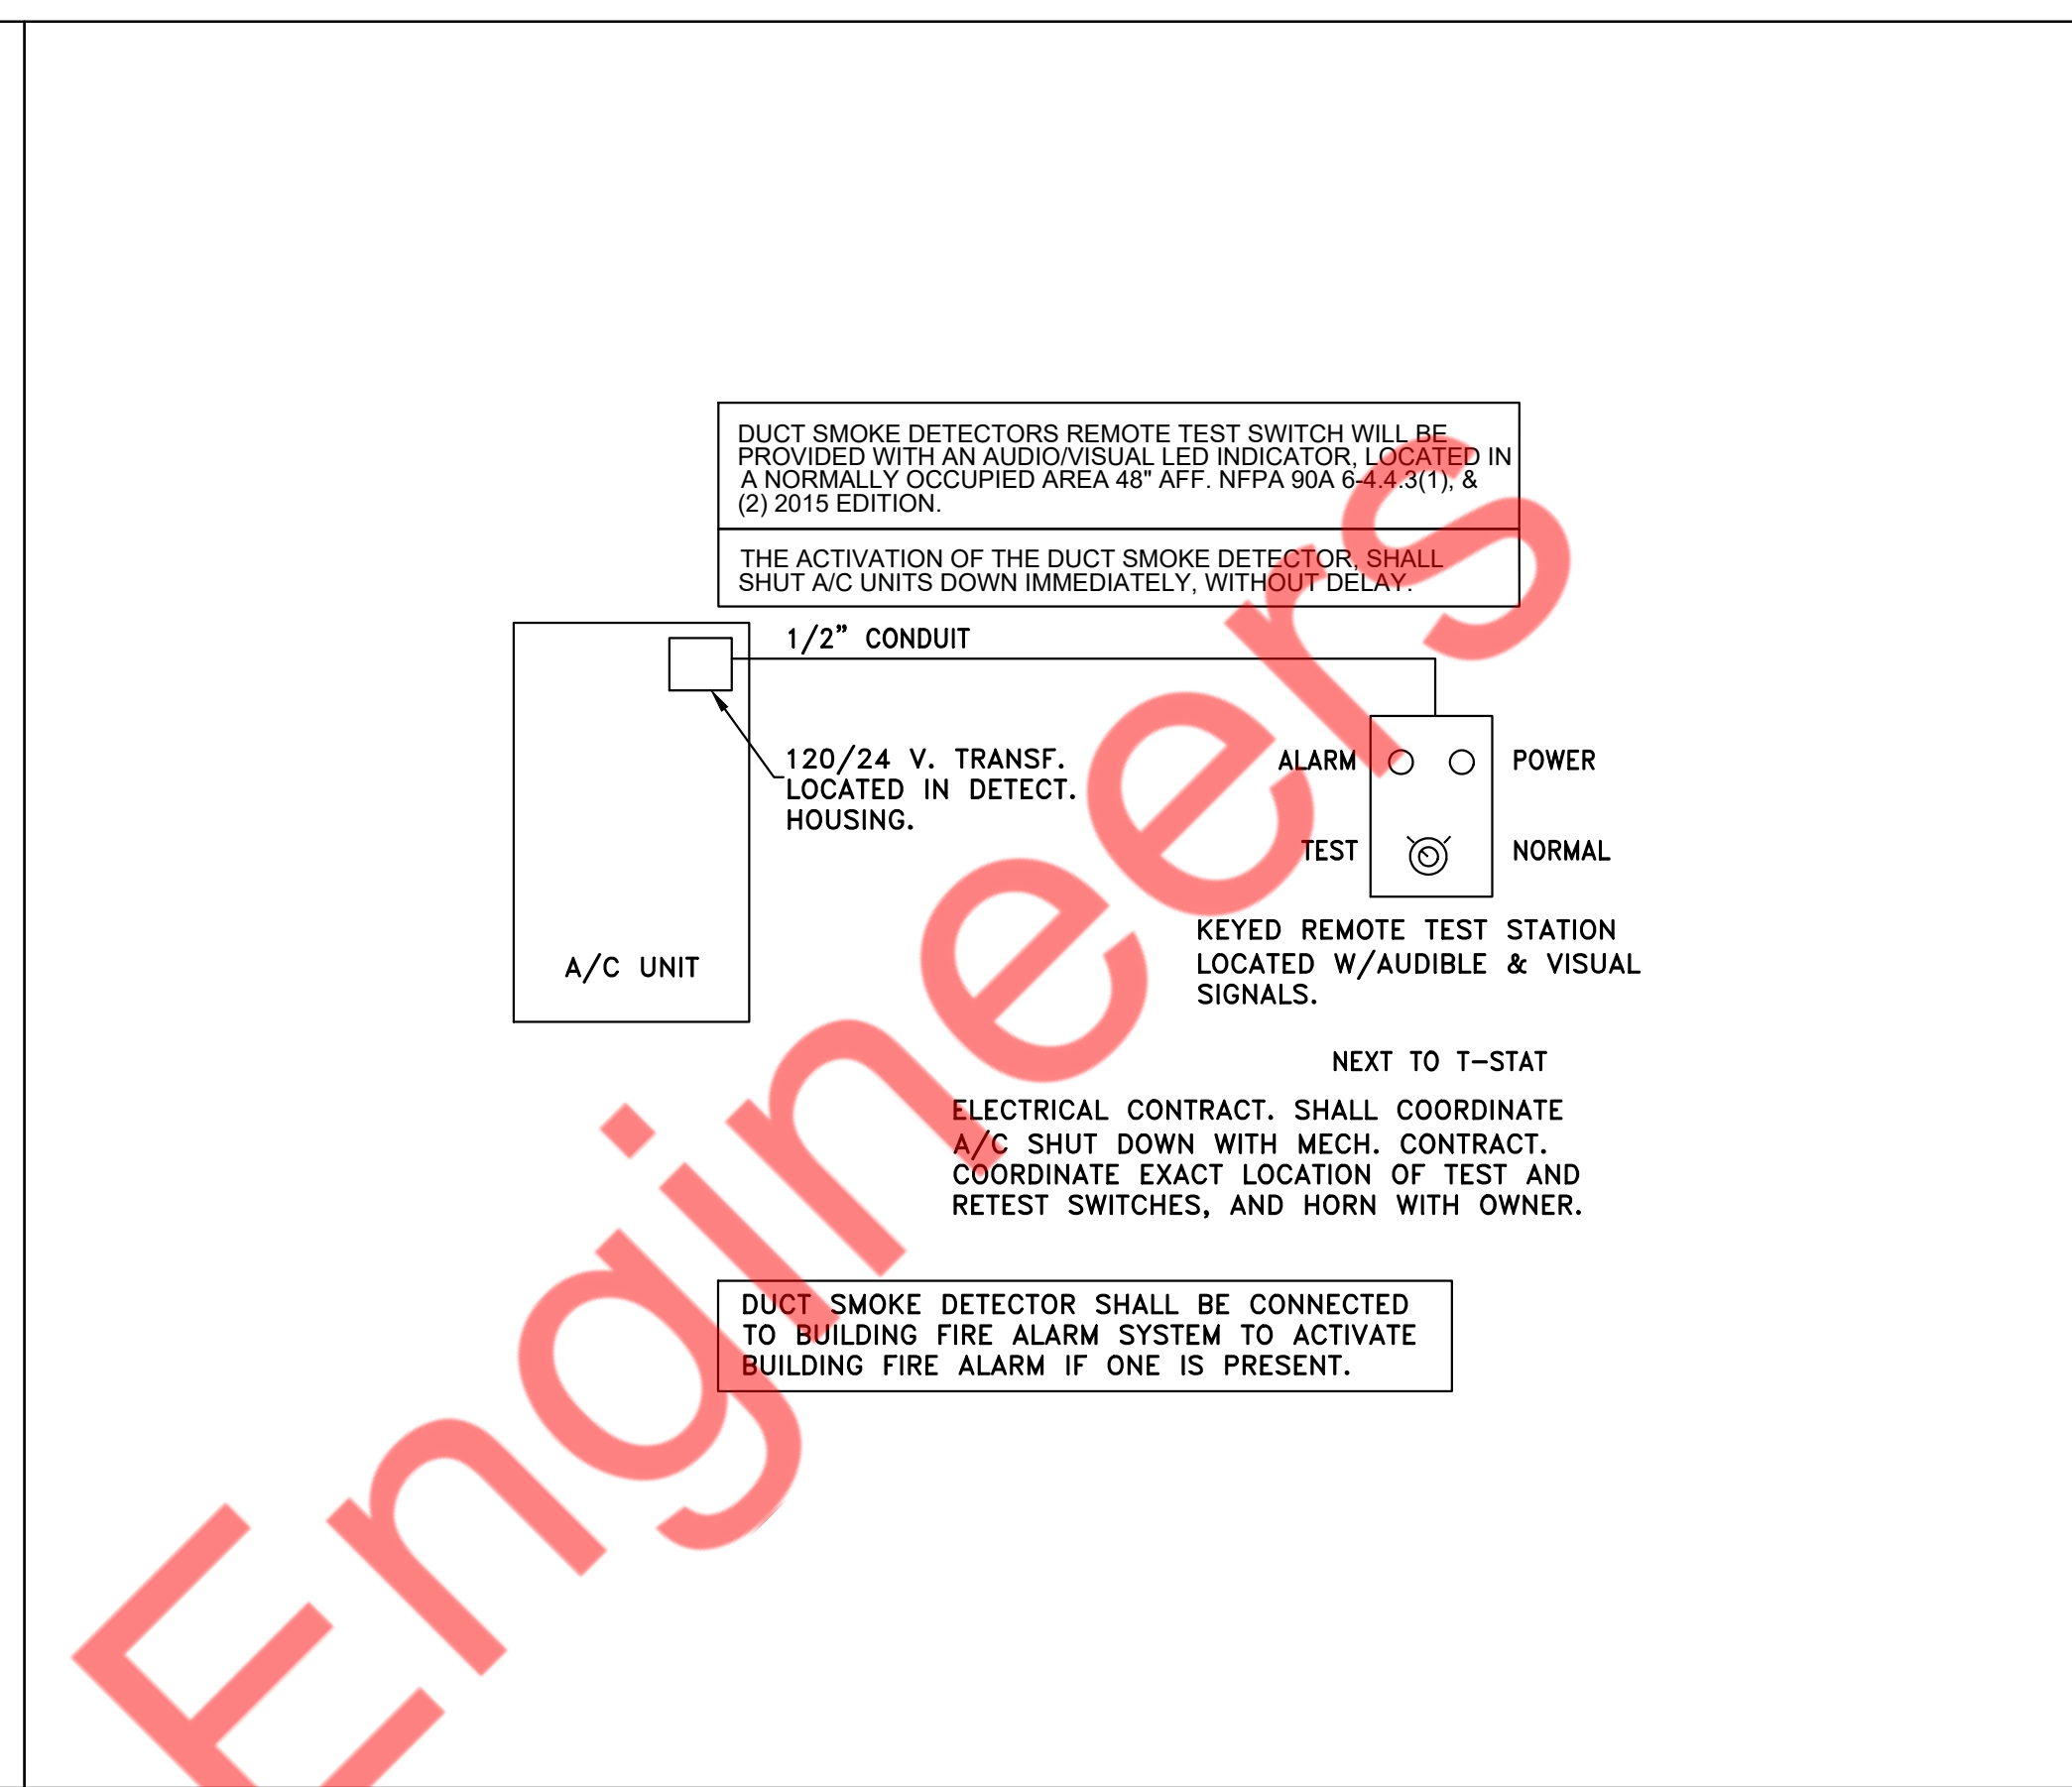 DUCT SMOKE DETECTORS REMOTE TEST SWITCH WILL BE
PROVIDED WITH AN AUDIO/VISUAL LED INDICATOR, LOCATED IN
A NORMALLY OCCUPIED AREA 48" AFF. NFPA 90A 6-4.4.3(1), &
(2) 2015 EDITION.
THE ACTIVATION OF THE DUCT SMOKE DETECTOR, SHALL
SHUT A/C UNITS DOWN IMMEDIATELY, WITHOUT DELAY.
1/2” CONDUIT
120/24 V. TRANSF.
LOCATED IN DETECT.
HOUSING.
A/C UNIT
ALARM
POWER
TEST
NORMAL
KEYED REMOTE TEST STATION
LOCATED W/AUDIBLE & VISUAL
SIGNALS.
NEXT TO T-STAT
ELECTRICAL CONTRACT. SHALL COORDINATE
A/C SHUT DOWN WITH MECH. CONTRACT.
COORDINATE EXACT LOCATION OF TEST AND
RETEST SWITCHES, AND HORN WITH OWNER.
DUCT SMOKE DETECTOR SHALL BE CONNECTED
TO BUILDING FIRE ALARM SYSTEM TO ACTIVATE
BUILDING FIRE ALARM IF ONE IS PRESENT.
Engineers